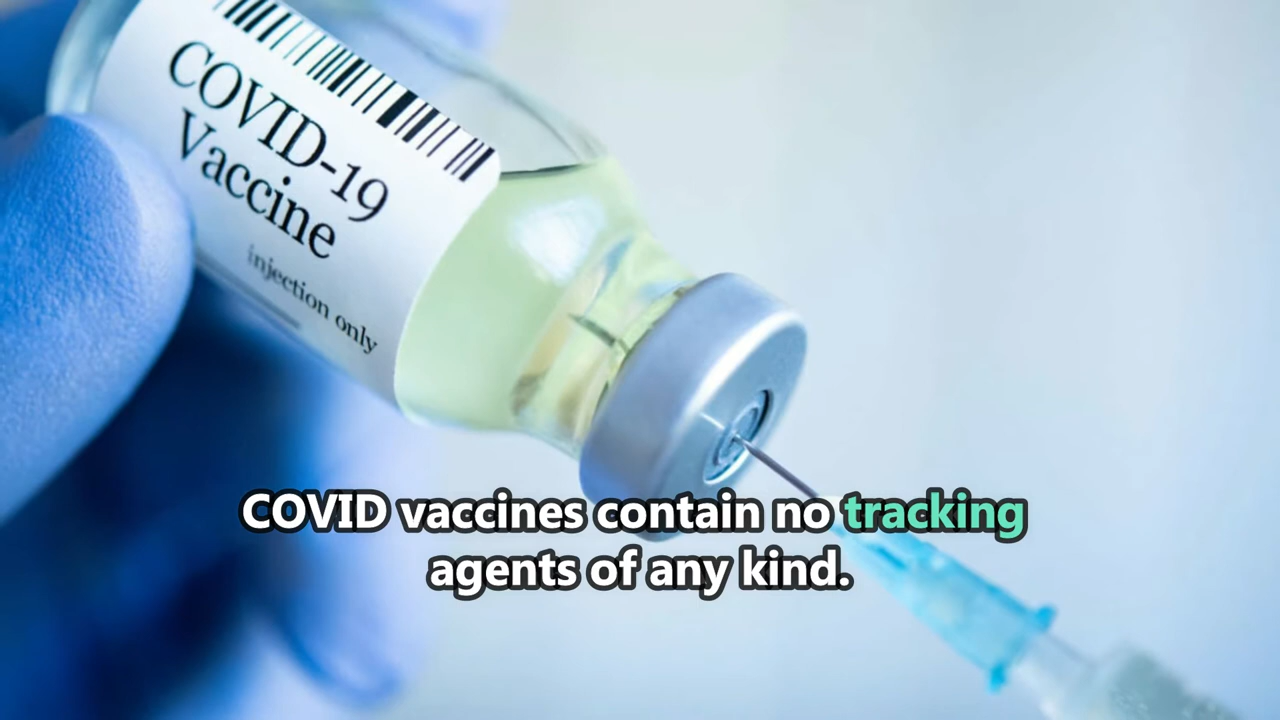 COVID-19
Vaccine
injection only
COVID vaccines contain no tracking
agents of any kind.